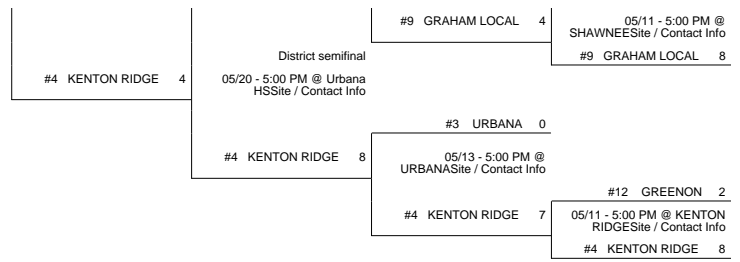 #9 GRAHAM LOCAL 4
05/11 - 5:00 PM @
SHAWNEESite / Contact Info
#9 GRAHAM LOCAL 8
District semifinal
#4 KENTON RIDGE 4
05/20 - 5:00 PM @ Urbana
HSSite / Contact Info
#3 URBANA 0
#4 KENTON RIDGE 8
05/13 - 5:00 PM @
URBANASite / Contact Info
#12 GREENON 2
#4 KENTON RIDGE 7
05/11 - 5:00 PM @ KENTON
RIDGESite / Contact Info
#4 KENTON RIDGE 8